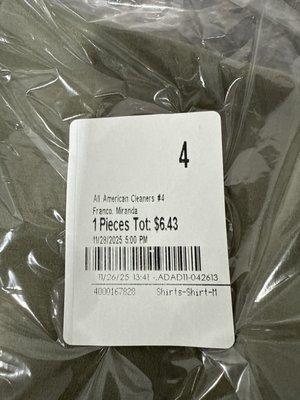 4
All American Cleaners #4
Franco, Miranda
1 Pieces Tot: $6.43
11/28/2025 5:00 PM
11/26/25 13:41 -,ADAD11-042613
4000167828 Shirts-Shirt-M